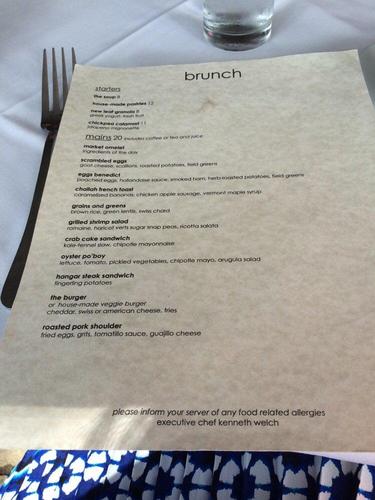 brunch
starters
the soup 8
house-made pastries 12
new leaf granola 8
greek yogurt, fresh fruit
chickpea calamari 11
jalapeno mignonette
mains 20 includes coffee or tea and juice
market omelet
ingredients of the day
scrambled eggs
goat cheese, scallions, roasted potatoes, field greens
eggs benedict
poached eggs, hollandaise sauce, smoked ham, herb roasted potatoes, field greens
challah french toast
caramelized bananas, chicken apple sausage, vermont maple syrup
grains and greens
brown rice, green lentils, swiss chard
grilled shrimp salad
romaine, haricot verts sugar snap peas, ricotta salata
crab cake sandwich
kale-fennel slaw, chipotle mayonnaise
oyster po'boy
lettuce, tomato, pickled vegetables, chipotle mayo, arugula salad
hangar steak sandwich
fingerling potatoes
the burger
or house-made veggie burger
cheddar, swiss or american cheese, fries
roasted pork shoulder
fried eggs, grits, tomatillo sauce, guajillo cheese
please inform your server of any food related allergies
executive chef kenneth welch